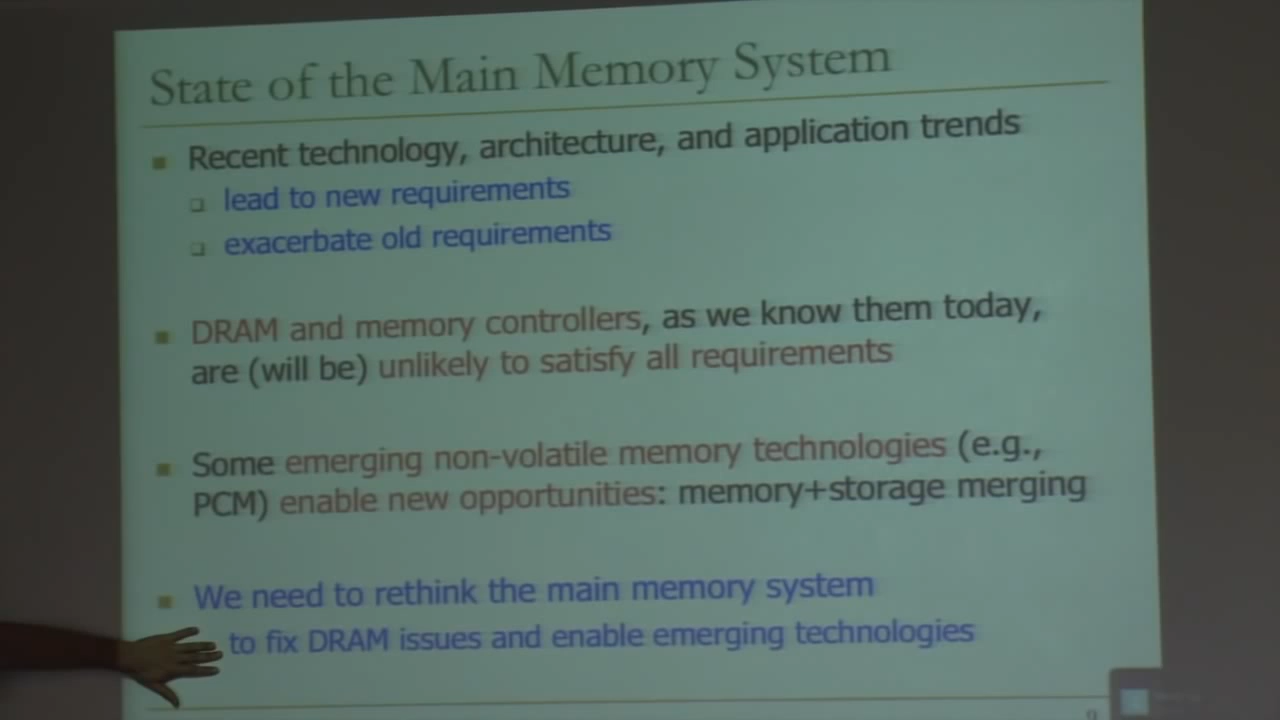 State of the Main Memory System
Recent technology, architecture, and application trends
lead to new requirements
exacerbate old requirements
DRAM and memory controllers, as we know them today,
are (will be) unlikely to satisfy all requirements
Some emerging non-volatile memory technologies (e.g.,
PCM) enable new opportunities: memory+storage merging
We need to rethink the main memory system
to fix DRAM issues and enable emerging technologies